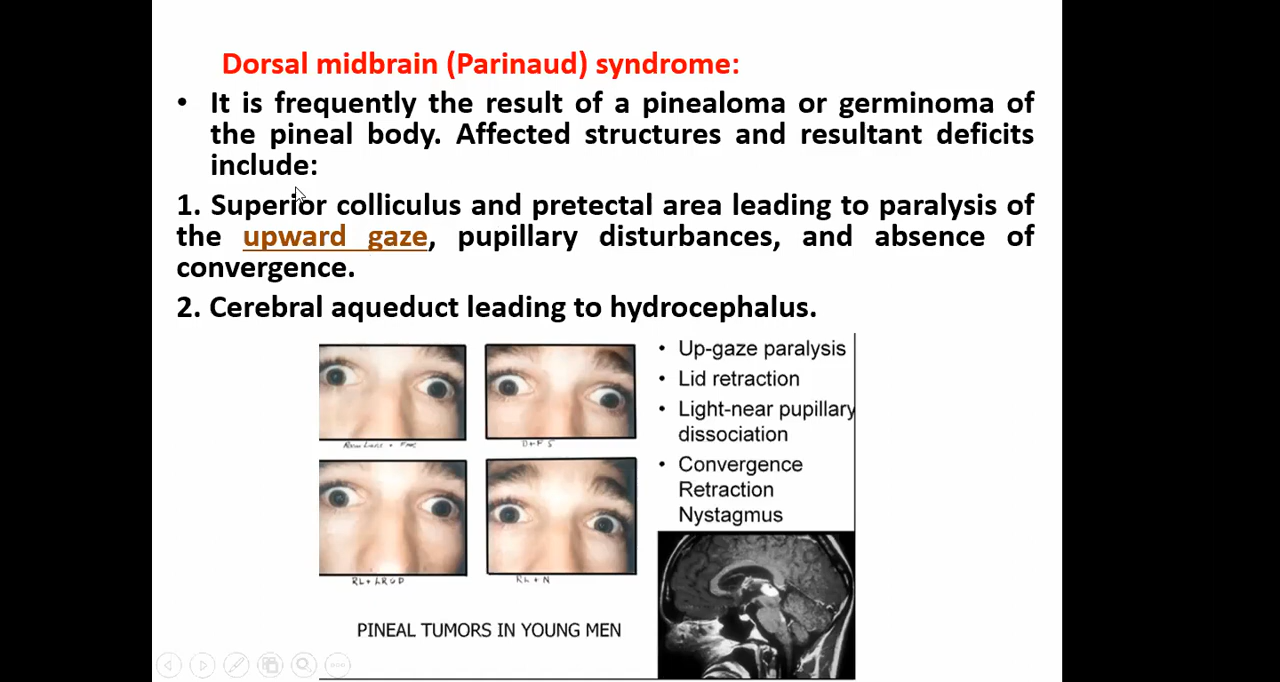 Dorsal midbrain (Parinaud) syndrome:
• It is frequently the result of a pinealoma or germinoma of
the pineal body. Affected structures and resultant deficits
include:
1. Superior colliculus and pretectal area leading to paralysis of
the upward gaze, pupillary disturbances, and absence of
convergence.
2. Cerebral aqueduct leading to hydrocephalus.
• Up-gaze paralysis
• Lid retraction
• Light-near pupillary
dissociation
• Convergence
Retraction
Nystagmus
RL + N
PINEAL TUMORS IN YOUNG MEN